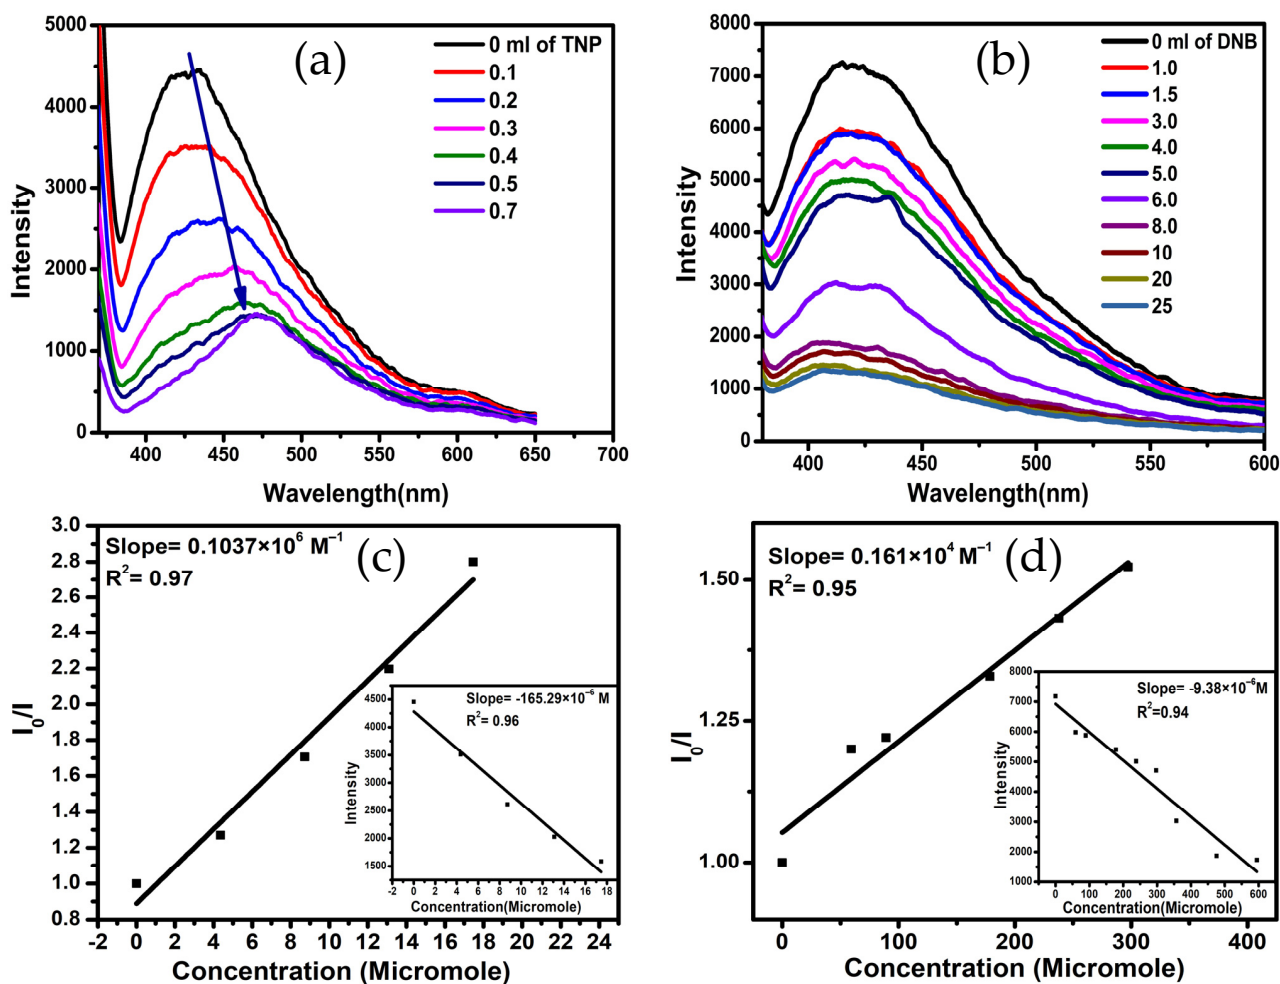 (a)
0 ml of TNP
0.1
0.2
0.3
0.4
0.5
0.7
5000
4000
3000
2000
1000
0
Intensity
400 450 500 550 600 650 700
Wavelength(nm)
(b)
0 ml of DNB
1.0
1.5
3.0
4.0
5.0
6.0
8.0
10
20
25
8000
7000
6000
5000
4000
3000
2000
1000
0
Intensity
400 450 500 550 600
Wavelength(nm)
(c)
Slope= 0.1037×10⁶ M⁻¹
R²= 0.97
3.0
2.8
2.6
2.4
2.2
2.0
1.8
1.6
1.4
1.2
1.0
0.8
I₀/I
-2 0 2 4 6 8 10 12 14 16 18 20 22 24
Concentration (Micromole)
Slope= -165.29×10⁻⁶ M
R²= 0.96
4500
4000
3500
3000
2500
2000
1500
Intensity
-2 0 2 4 6 8 10 12 14 16 18
Concentration(Micromole)
(d)
Slope= 0.161×10⁴ M⁻¹
R²= 0.95
1.50
1.25
1.00
I₀/I
0 100 200 300 400
Concentration (Micromole)
Slope= -9.38×10⁻⁶M
R²=0.94
8000
7000
6000
5000
4000
3000
2000
1000
Intensity
0 100 200 300 400 500 600
Concentration(Micromole)